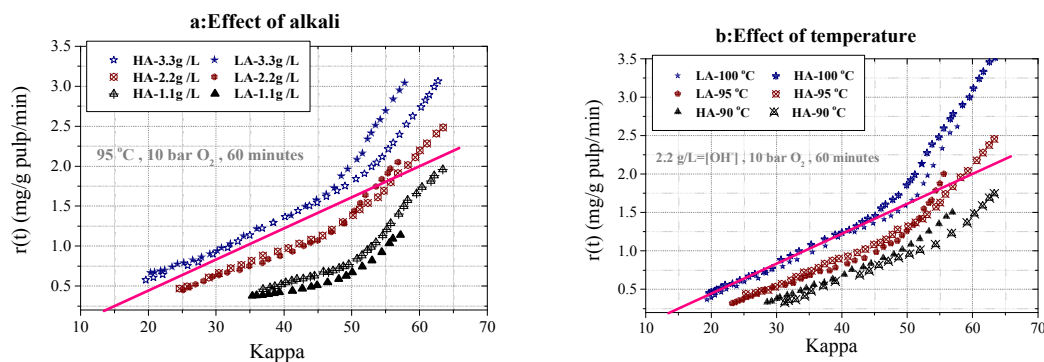 a:Effect of alkali
HA-3.3g /L LA-3.3g /L
HA-2.2g /L LA-2.2g /L
HA-1.1g /L LA-1.1g /L
95 °C , 10 bar O₂ , 60 minutes
r(t) (mg/g pulp/min)
3.5
3.0
2.5
2.0
1.5
1.0
0.5
10 20 30 40 50 60 70
Kappa
b:Effect of temperature
LA-100 °C HA-100 °C
LA-95 °C HA-95 °C
HA-90 °C HA-90 °C
2.2 g/L=[OH⁻] , 10 bar O₂ , 60 minutes
r(t) (mg/g pulp/min)
3.5
3.0
2.5
2.0
1.5
1.0
0.5
10 20 30 40 50 60 70
Kappa